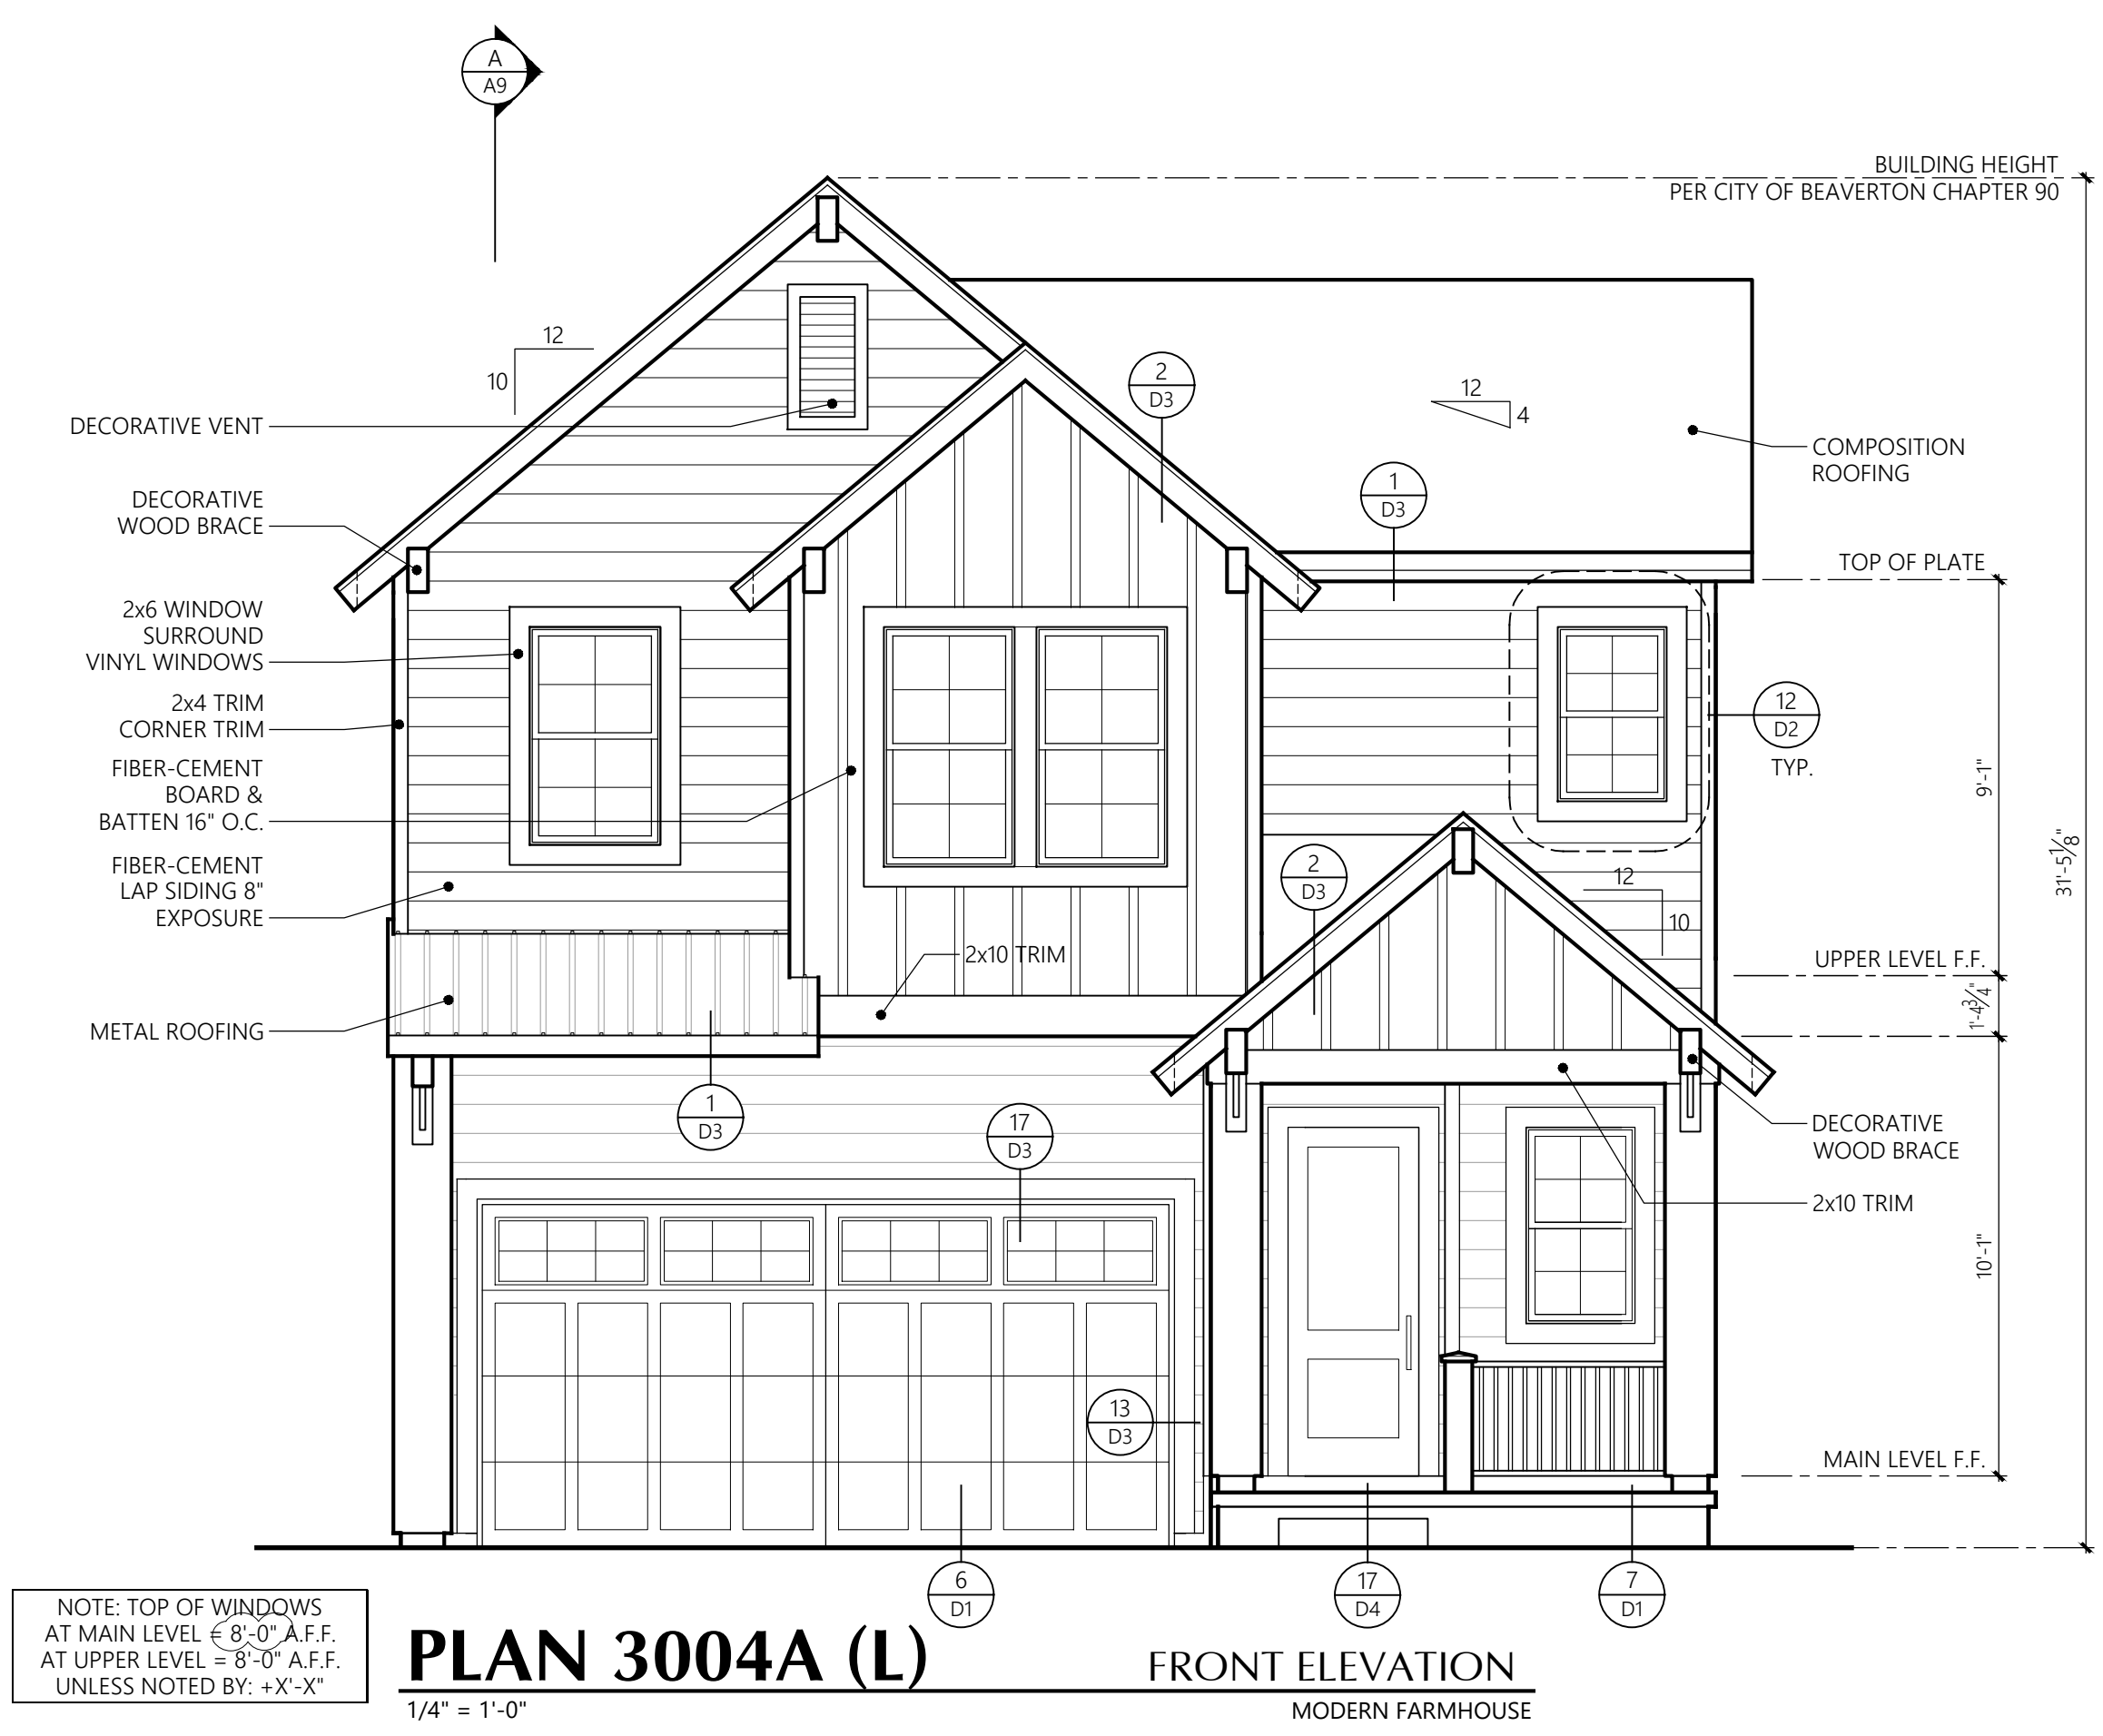 A
A9
BUILDING HEIGHT
PER CITY OF BEAVERTON CHAPTER 90
12
10
2
D3
12
4
DECORATIVE VENT
COMPOSITION
ROOFING
1
D3
DECORATIVE
WOOD BRACE
TOP OF PLATE
2x6 WINDOW
SURROUND
VINYL WINDOWS
2x4 TRIM
CORNER TRIM
12
D2
TYP.
FIBER-CEMENT
BOARD &
BATTEN 16" O.C.
9'-1"
31'-5 1/8"
FIBER-CEMENT
LAP SIDING 8"
EXPOSURE
2
D3
12
10
2x10 TRIM
UPPER LEVEL F.F.
1'-4 3/4"
METAL ROOFING
1
D3
17
D3
DECORATIVE
WOOD BRACE
2x10 TRIM
10'-1"
13
D3
MAIN LEVEL F.F.
6
D1
17
D4
7
D1
NOTE: TOP OF WINDOWS
AT MAIN LEVEL = 8'-0" A.F.F.
AT UPPER LEVEL = 8'-0" A.F.F.
UNLESS NOTED BY: +X'-X"
PLAN 3004A (L)
FRONT ELEVATION
1/4" = 1'-0"
MODERN FARMHOUSE